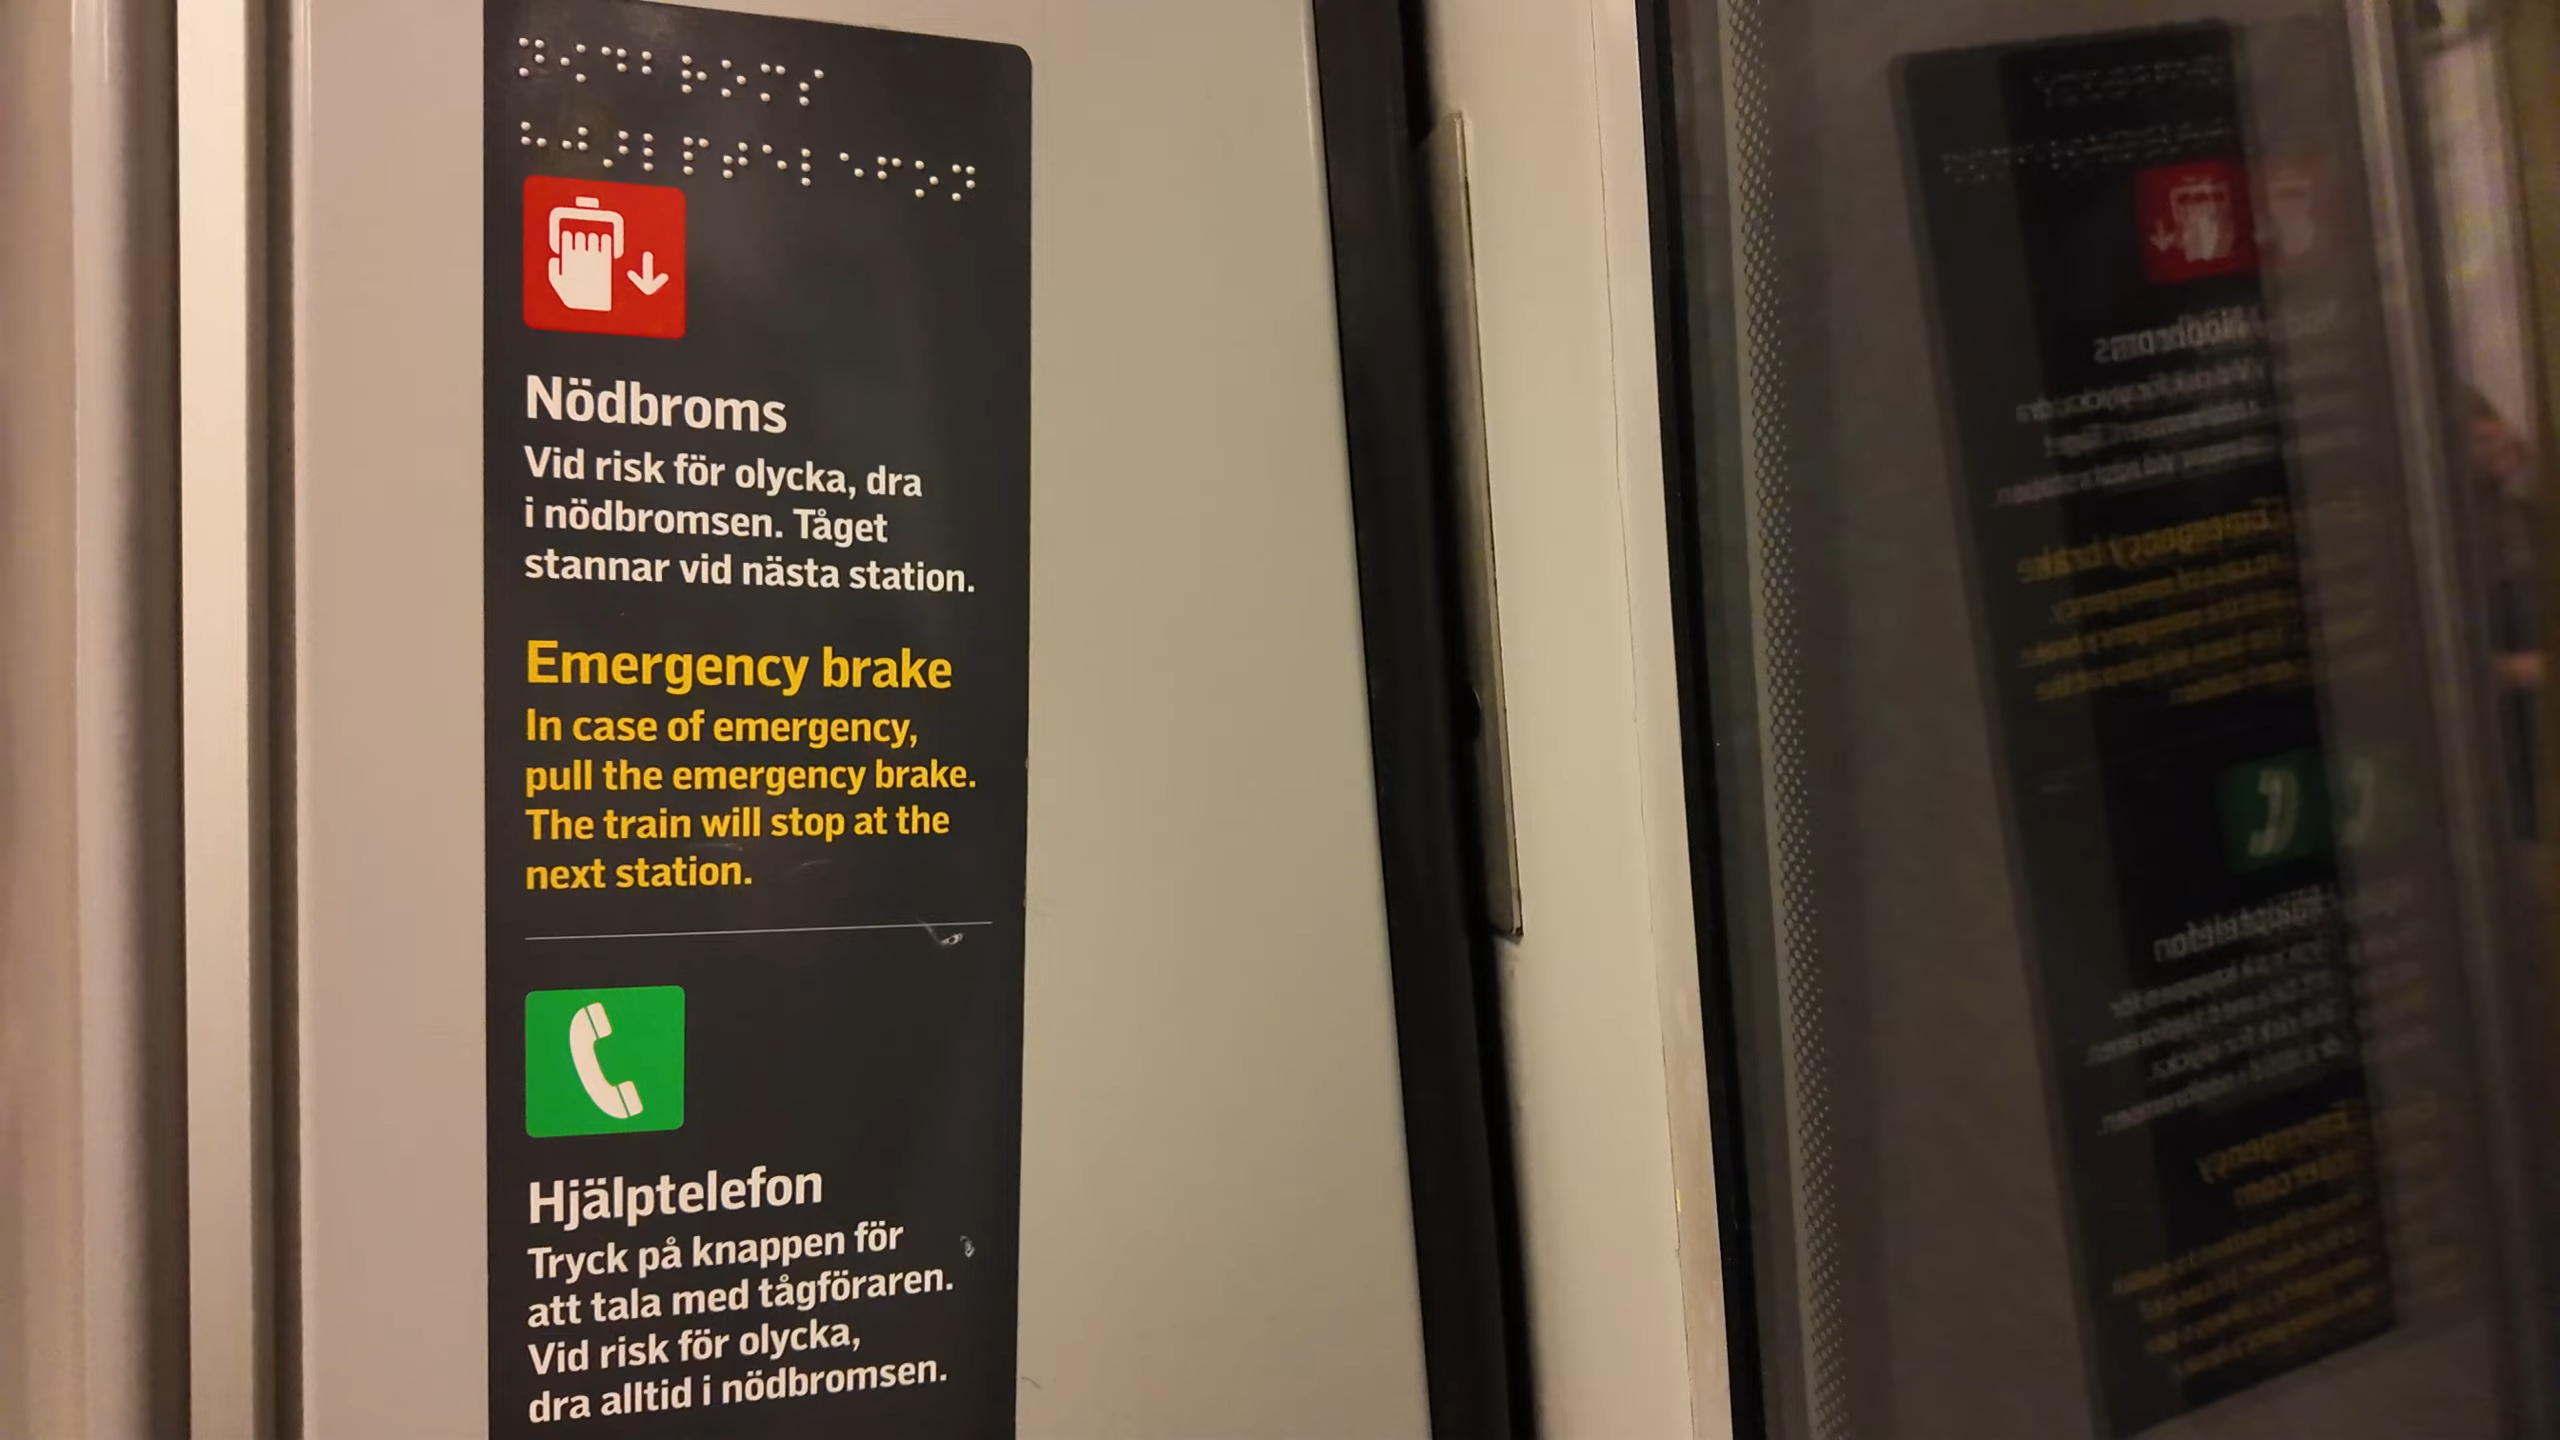 ⠝⠪⠙⠃⠗⠕⠍⠎
⠓⠚⠜⠇⠏⠞⠑⠇⠑⠋⠕⠝
Nödbroms
Vid risk för olycka, dra
i nödbromsen. Tåget
stannar vid nästa station.
Emergency brake
In case of emergency,
pull the emergency brake.
The train will stop at the
next station.
Hjälptelefon
Tryck på knappen för
att tala med tågföraren.
Vid risk för olycka,
dra alltid i nödbromsen.